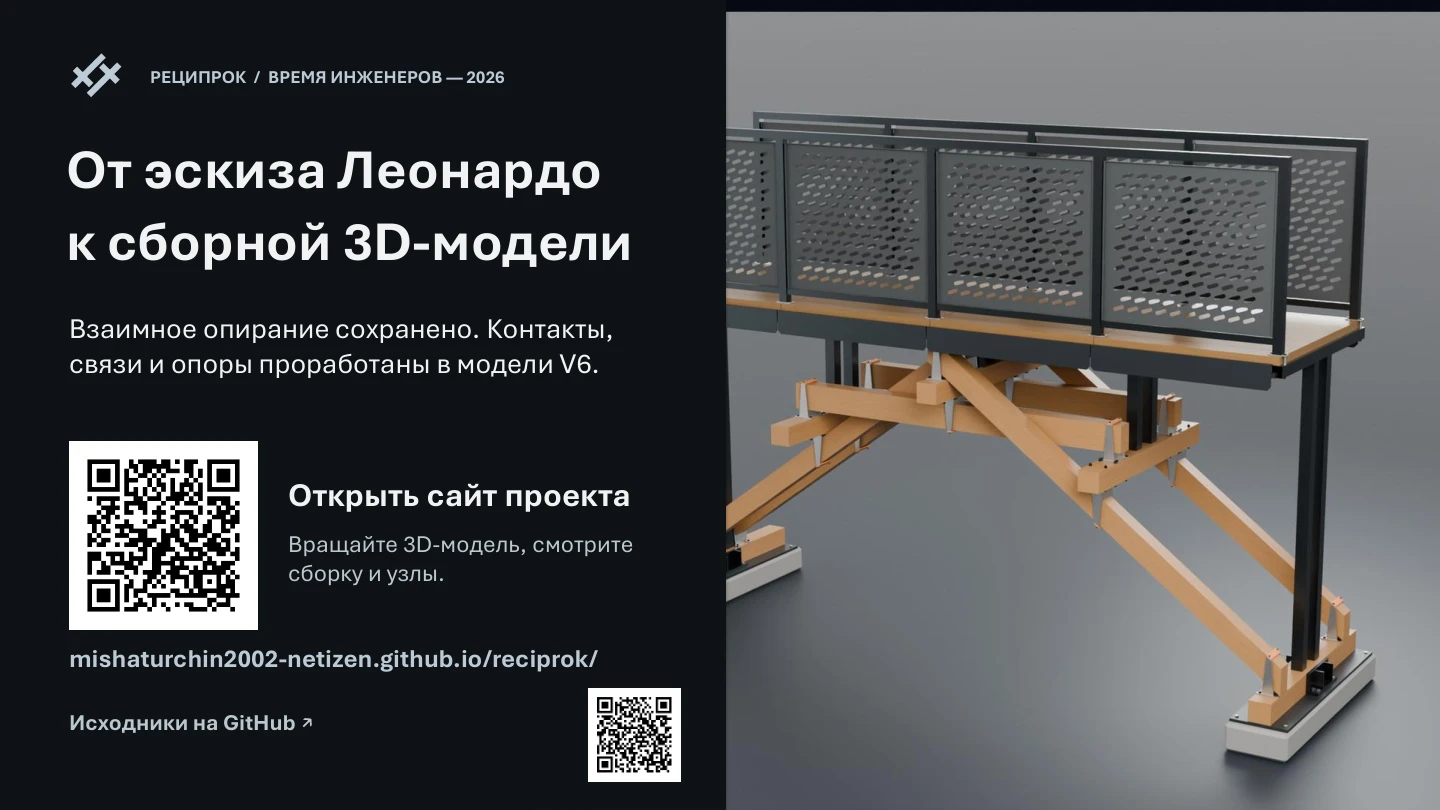 РЕЦИПРОК / ВРЕМЯ ИНЖЕНЕРОВ — 2026
От эскиза Леонардо
к сборной 3D-модели
Взаимное опирание сохранено. Контакты,
связи и опоры проработаны в модели V6.
Открыть сайт проекта
Вращайте 3D-модель, смотрите
сборку и узлы.
mishaturchin2002-netizen.github.io/reciprok/
Исходники на GitHub ↗